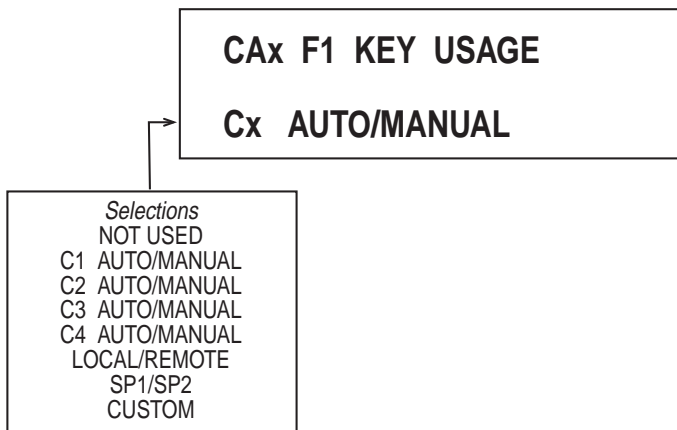 CAx F1 KEY USAGE
Cx AUTO/MANUAL
Selections
NOT USED
C1 AUTO/MANUAL
C2 AUTO/MANUAL
C3 AUTO/MANUAL
C4 AUTO/MANUAL
LOCAL/REMOTE
SP1/SP2
CUSTOM